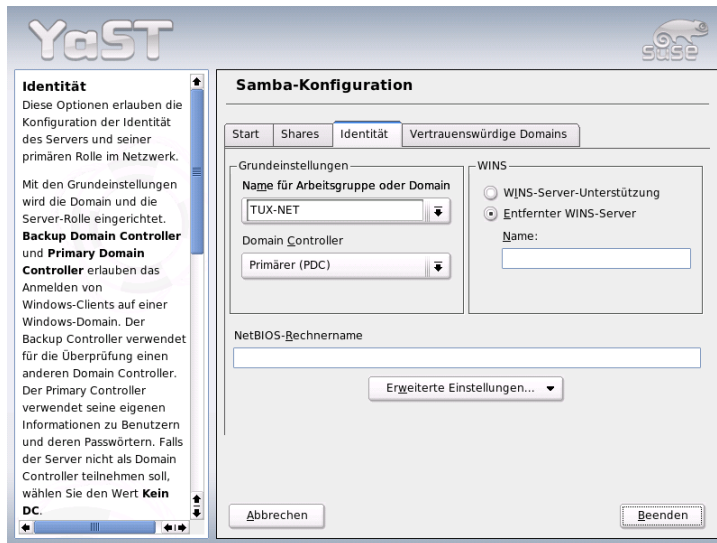 YaST
SUSE
Identität
Diese Optionen erlauben die
Konfiguration der Identität
des Servers und seiner
primären Rolle im Netzwerk.
Mit den Grundeinstellungen
wird die Domain und die
Server-Rolle eingerichtet.
Backup Domain Controller
und Primary Domain
Controller erlauben das
Anmelden von
Windows-Clients auf einer
Windows-Domain. Der
Backup Controller verwendet
für die Überprüfung einen
anderen Domain Controller.
Der Primary Controller
verwendet seine eigenen
Informationen zu Benutzern
und deren Passwörtern. Falls
der Server nicht als Domain
Controller teilnehmen soll,
wählen Sie den Wert Kein
DC.
Samba-Konfiguration
Start Shares Identität Vertrauenswürdige Domains
Grundeinstellungen
Name für Arbeitsgruppe oder Domain
TUX-NET
Domain Controller
Primärer (PDC)
WINS
WINS-Server-Unterstützung
Entfernter WINS-Server
Name:
NetBIOS-Rechnername
Erweiterte Einstellungen...
Abbrechen
Beenden